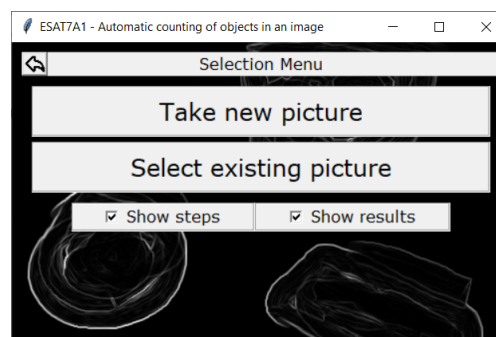 ESAT7A1 - Automatic counting of objects in an image
Selection Menu
Take new picture
Select existing picture
Show steps Show results